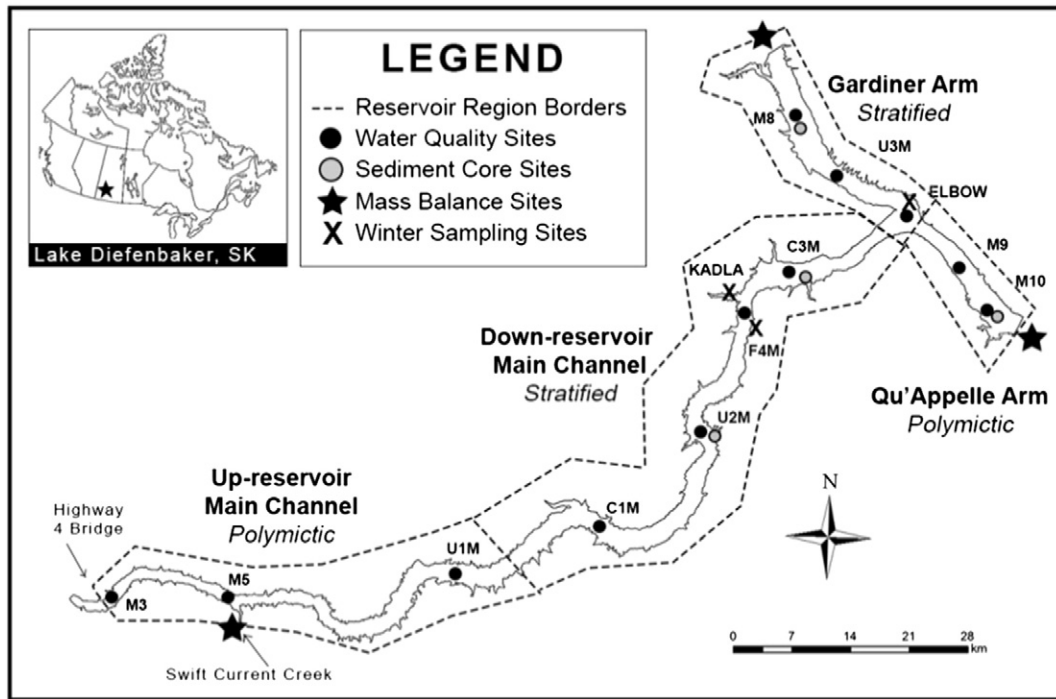 LEGEND
Reservoir Region Borders
Water Quality Sites
Sediment Core Sites
Mass Balance Sites
X Winter Sampling Sites
Lake Diefenbaker, SK
Gardiner Arm
Stratified
M8
U3M
ELBOW
M9
M10
C3M
KADLA
F4M
Down-reservoir
Main Channel
Stratified
Qu'Appelle Arm
Polymictic
U2M
Up-reservoir
Main Channel
Polymictic
C1M
N
Highway
4 Bridge
U1M
M5
M3
Swift Current Creek
0 7 14 21 28
km